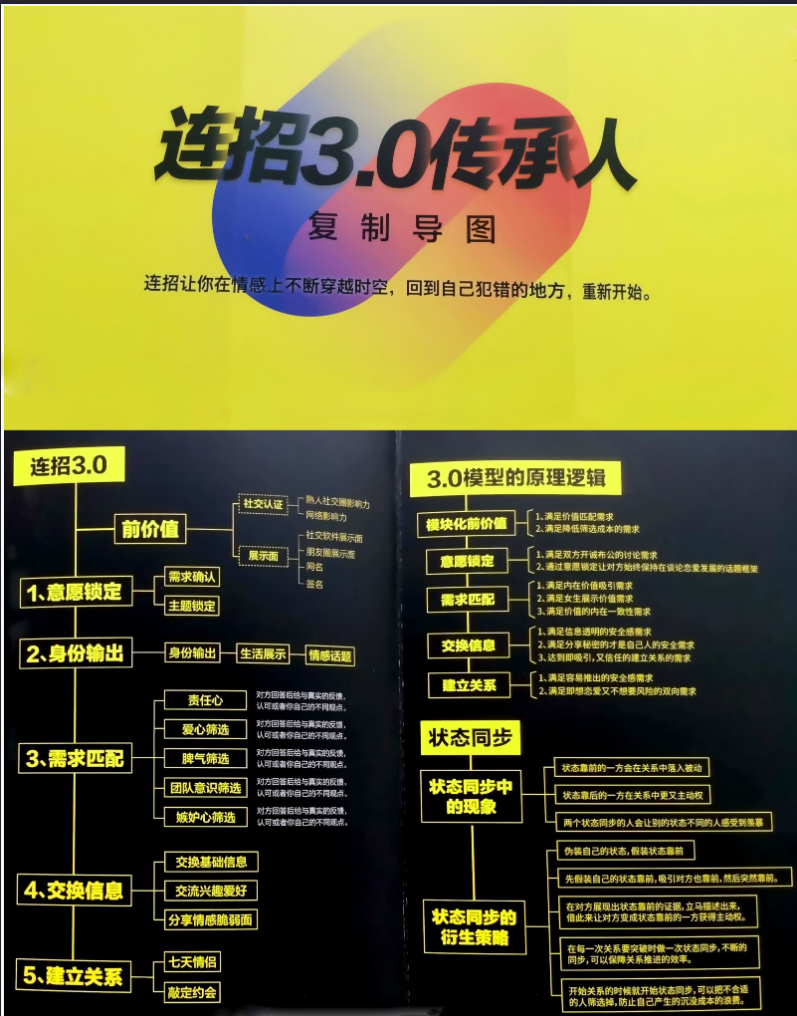 连招3.0传承人
复制导图
连招让你在情感上不断穿越时空，回到自己犯错的地方，重新开始。
连招3.0
前价值
社交认证
熟人社交圈影响力
网络影响力
展示面
社交软件展示面
朋友圈展示面
网名
签名
1、意愿锁定
需求确认
主题锁定
2、身份输出
身份输出
生活展示
情感话题
3、需求匹配
责任心
对方回答后给与真实的反馈，
认可或者你自己的不同观点。
爱心筛选
对方回答后给与真实的反馈，
认可或者你自己的不同观点。
脾气筛选
对方回答后给与真实的反馈，
认可或者你自己的不同观点。
团队意识筛选
对方回答后给与真实的反馈，
认可或者你自己的不同观点。
嫉妒心筛选
对方回答后给与真实的反馈，
认可或者你自己的不同观点。
4、交换信息
交换基础信息
交流兴趣爱好
分享情感脆弱面
5、建立关系
七天情侣
敲定约会
3.0模型的原理逻辑
模块化前价值
1、满足价值匹配需求
2、满足降低筛选成本的需求
意愿锁定
1、满足双方开诚布公的讨论需求
2、通过意愿锁定让对方始终保持在谈论恋爱发展的话题框架
需求匹配
1、满足内在价值吸引需求
2、满足女生展示价值需求
3、满足价值的内在一致性需求
交换信息
1、满足信息透明的安全感需求
2、满足分享秘密的才是自己人的安全需求
3、达到即吸引，又信任的建立关系的需求
建立关系
1、满足容易推出的安全感需求
2、满足即想恋爱又不想要风险的双向需求
状态同步
状态同步中
的现象
状态靠前的一方会在关系中落入被动
状态靠后的一方在关系中更又主动权
两个状态同步的人会让别的状态不同的人感受到羡慕
状态同步的
衍生策略
伪装自己的状态，假装状态靠前
先假装自己的状态靠前，吸引对方也靠前，然后突然靠前。
在对方展现出状态靠前的证据，立马描述出来，
借此来让对方变成状态靠前的一方获得主动权。
在每一次关系要突破时做一次状态同步，不断的
同步，可以保障关系推进的效率。
开始关系的时候就开始状态同步，可以把不合适
的人筛选掉，防止自己产生的沉没成本的浪费。